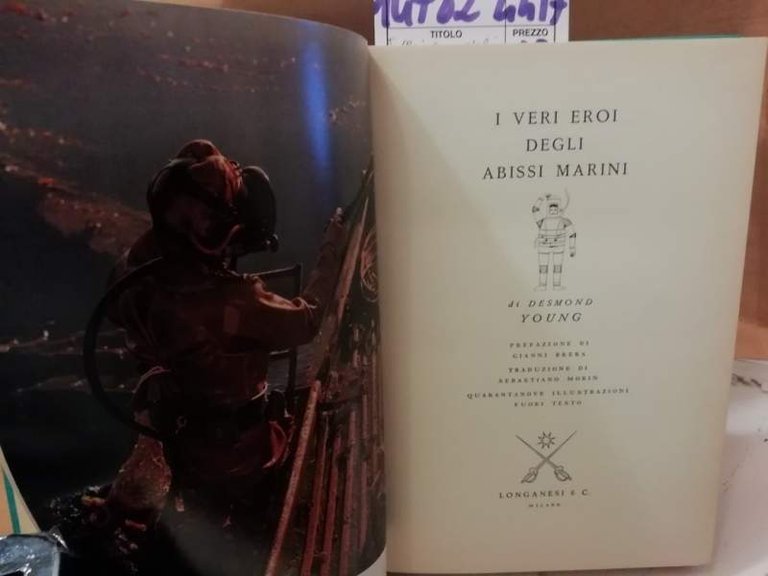 TITOLO PREZZO
I VERI EROI
DEGLI
ABISSI MARINI
di DESMOND
YOUNG
PREFAZIONE DI
GIANNI BRERA
TRADUZIONE DI
SEBASTIANO MORIN
QUARANTANOVE ILLUSTRAZIONI
FUORI TESTO
LONGANESI & C.
MILANO